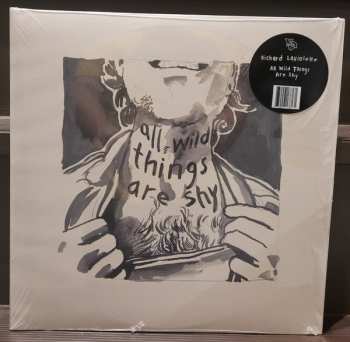 Richard Laviolette
All Wild Things
Are Shy
all wild
things
are shy